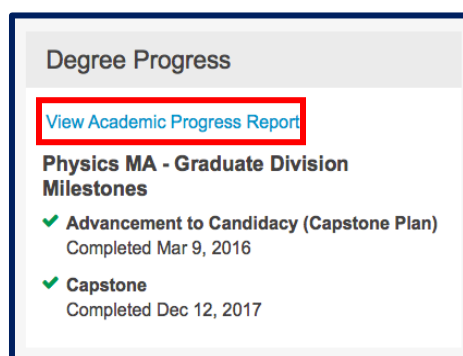 Degree Progress
View Academic Progress Report
Physics MA - Graduate Division
Milestones
Advancement to Candidacy (Capstone Plan)
Completed Mar 9, 2016
Capstone
Completed Dec 12, 2017